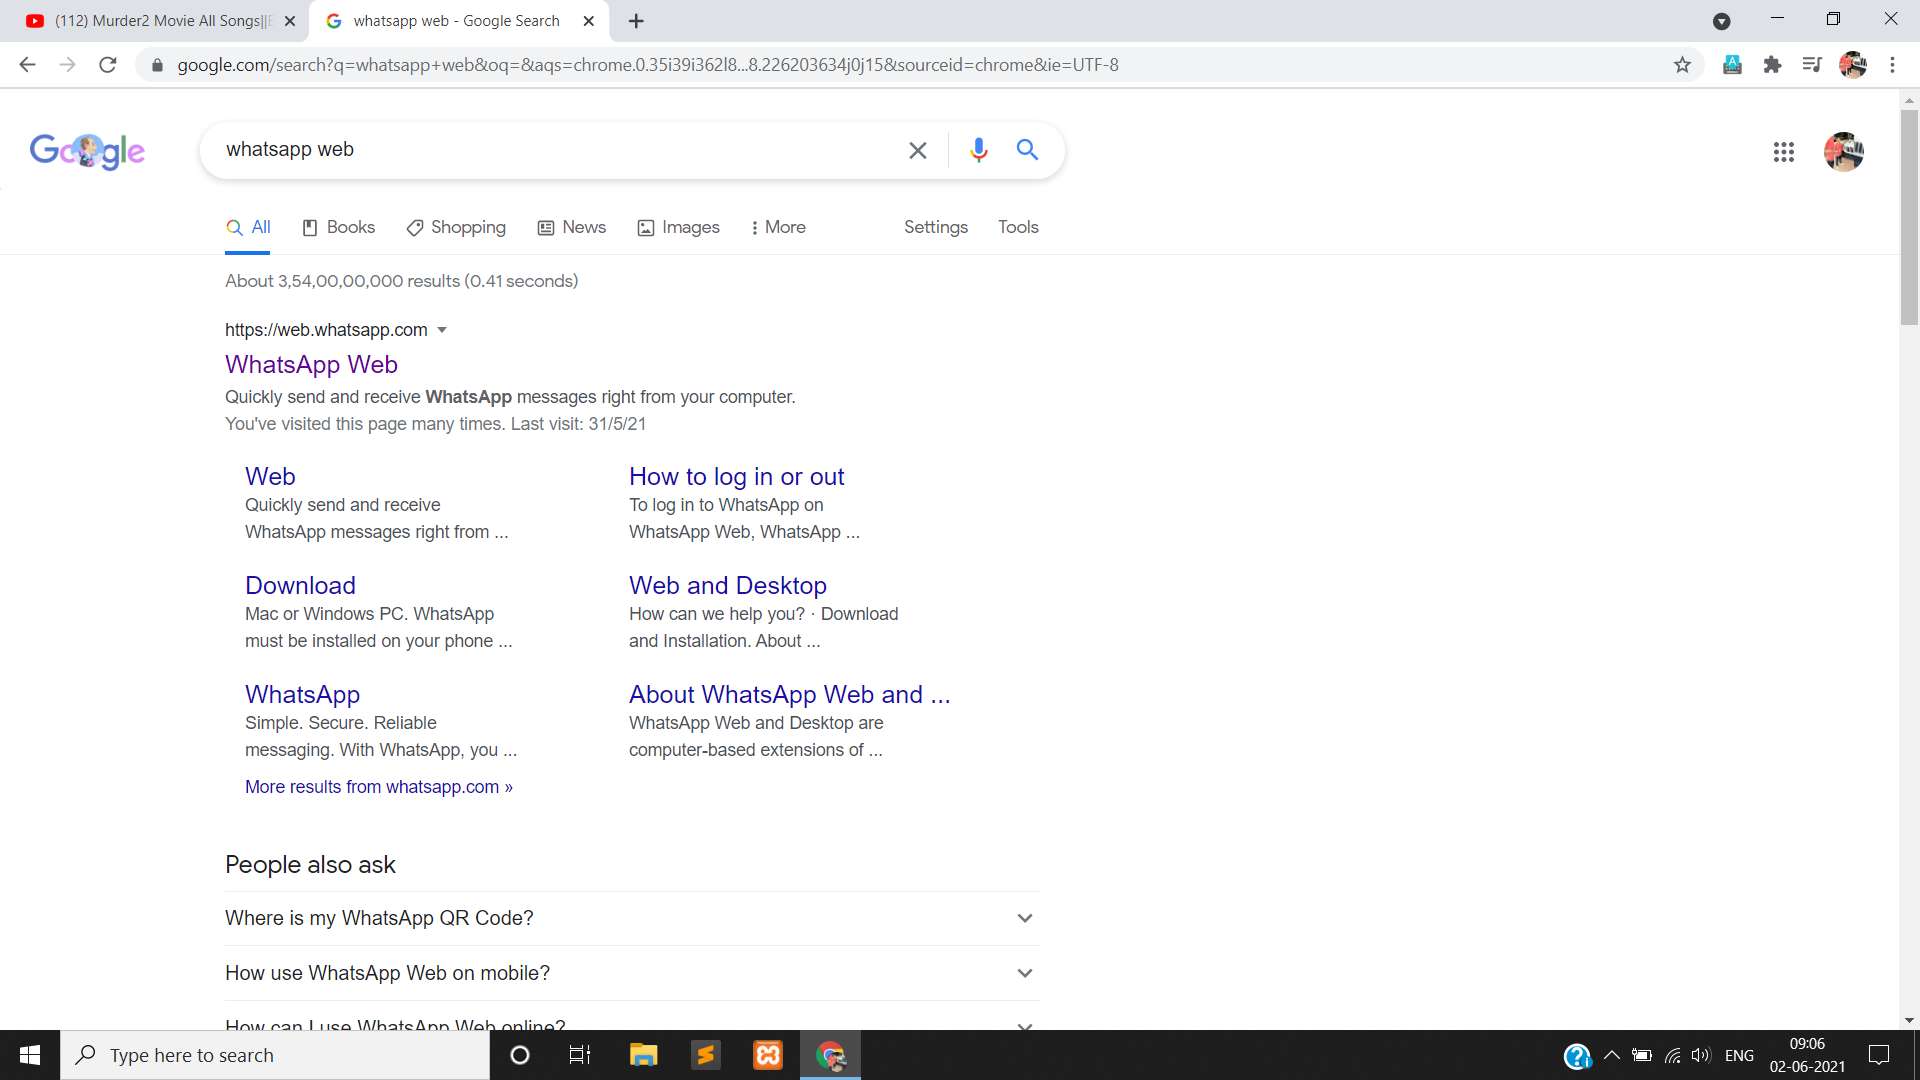 (112) Murder2 Movie All Songs||
whatsapp web - Google Search
google.com/search?q=whatsapp+web&oq=&aqs=chrome.0.35i39i362l8...8.226203634j0j15&sourceid=chrome&ie=UTF-8
Google
whatsapp web
All
Books
Shopping
News
Images
More
Settings
Tools
About 3,54,00,00,000 results (0.41 seconds)
https://web.whatsapp.com
WhatsApp Web
Quickly send and receive WhatsApp messages right from your computer.
You've visited this page many times. Last visit: 31/5/21
Web
Quickly send and receive
WhatsApp messages right from ...
How to log in or out
To log in to WhatsApp on
WhatsApp Web, WhatsApp ...
Download
Mac or Windows PC. WhatsApp
must be installed on your phone ...
Web and Desktop
How can we help you? · Download
and Installation. About ...
WhatsApp
Simple. Secure. Reliable
messaging. With WhatsApp, you ...
About WhatsApp Web and ...
WhatsApp Web and Desktop are
computer-based extensions of ...
More results from whatsapp.com »
People also ask
Where is my WhatsApp QR Code?
How use WhatsApp Web on mobile?
How can I use WhatsApp Web online?
Type here to search
ENG
09:06
02-06-2021